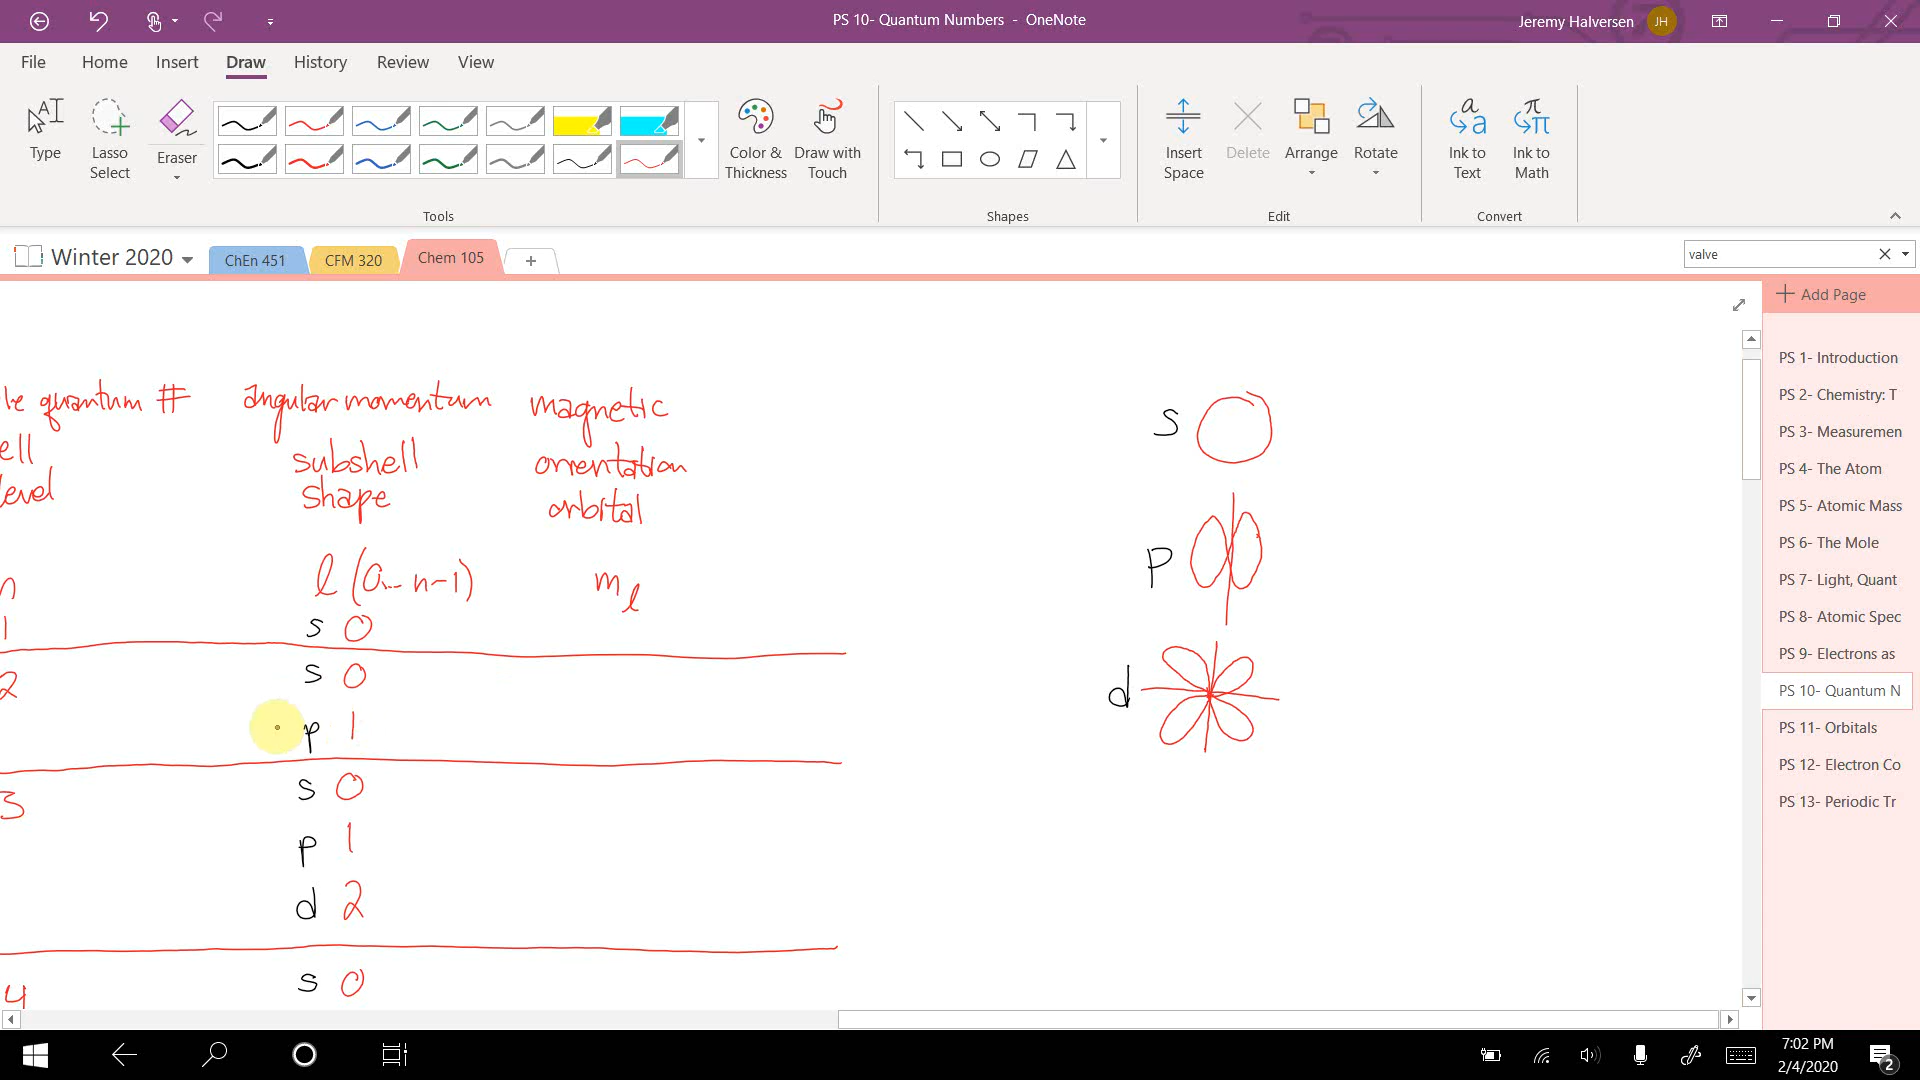 PS 10- Quantum Numbers - OneNote
Jeremy Halversen
JH
File Home Insert Draw History Review View
Type
Lasso Select
Eraser
Color & Thickness
Draw with Touch
Insert Space
Delete
Arrange
Rotate
Ink to Text
Ink to Math
Tools
Shapes
Edit
Convert
Winter 2020
ChEn 451
CFM 320
Chem 105
valve
Add Page
PS 1- Introduction
PS 2- Chemistry: T
PS 3- Measuremen
PS 4- The Atom
PS 5- Atomic Mass
PS 6- The Mole
PS 7- Light, Quant
PS 8- Atomic Spec
PS 9- Electrons as
PS 10- Quantum N
PS 11- Orbitals
PS 12- Electron Co
PS 13- Periodic Tr
quantum # angular momentum magnetic
ell subshell orientation
level shape orbital
n l (0... n-1) m l
1 s 0
2 s 0
p 1
3 s 0
p 1
d 2
4 s 0
s
p
d
7:02 PM
2/4/2020
2